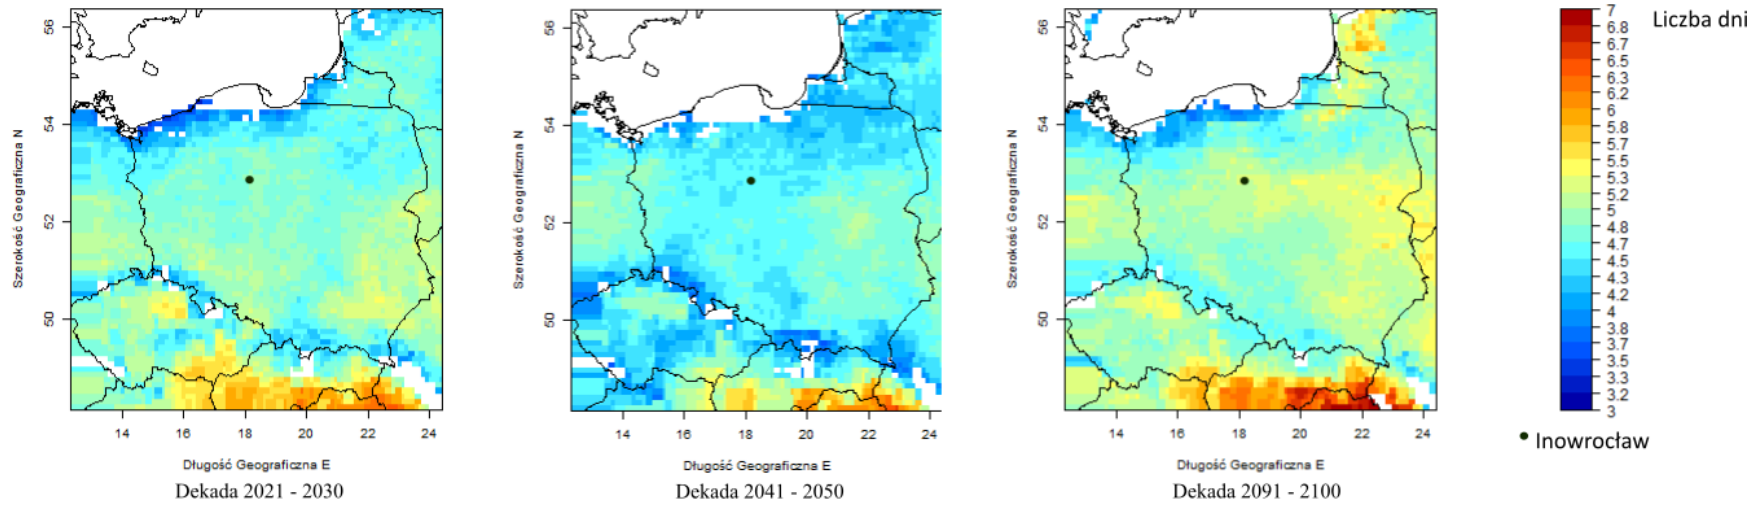 Szerokość Geograficzna N
56
54
52
50
14 16 18 20 22 24
Długość Geograficzna E
Dekada 2021 - 2030
Szerokość Geograficzna N
56
54
52
50
14 16 18 20 22 24
Długość Geograficzna E
Dekada 2041 - 2050
Szerokość Geograficzna N
56
54
52
50
14 16 18 20 22 24
Długość Geograficzna E
Dekada 2091 - 2100
Liczba dni
7
6.8
6.7
6.5
6.3
6.2
6
5.8
5.7
5.5
5.3
5.2
5
4.8
4.7
4.5
4.3
4.2
4
3.8
3.7
3.5
3.3
3.2
3
Inowrocław